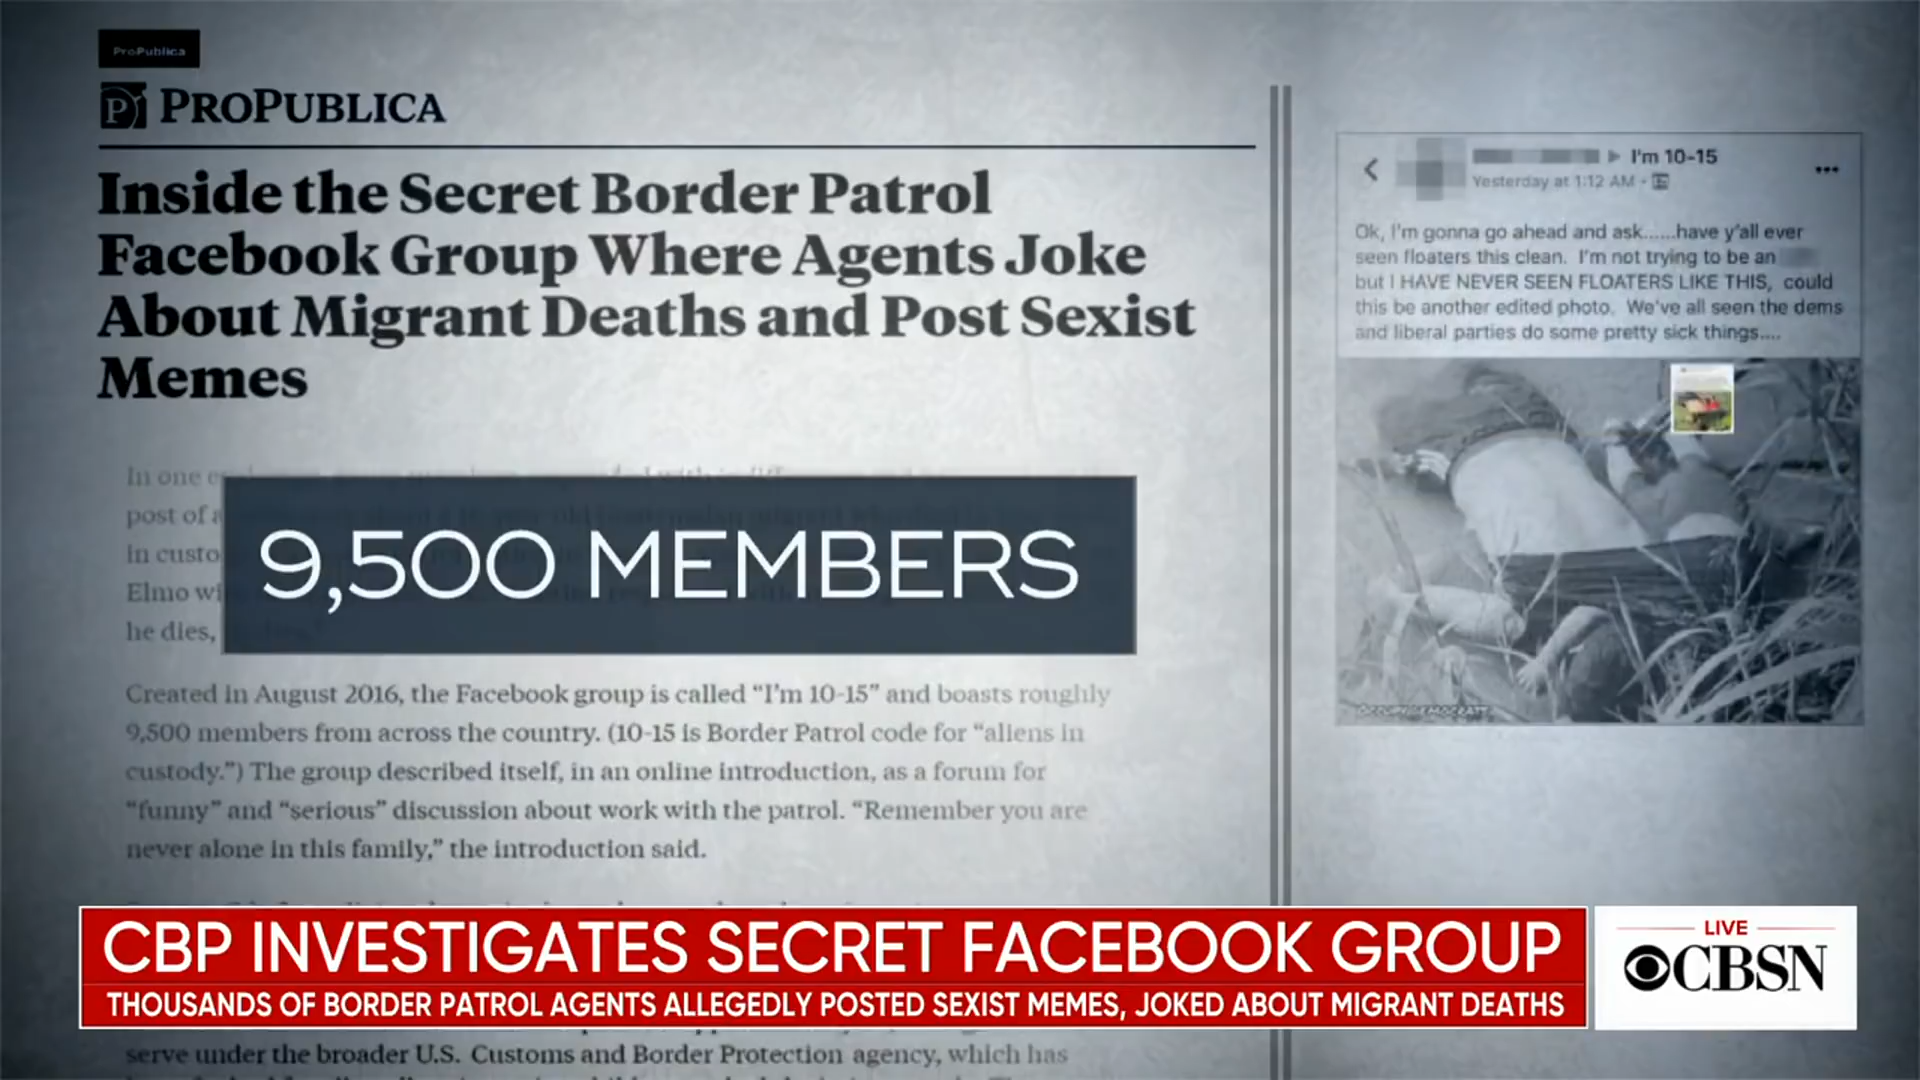 ProPublica
PROPUBLICA
Inside the Secret Border Patrol
Facebook Group Where Agents Joke
About Migrant Deaths and Post Sexist
Memes
In one
post of a
in custo
Elmo wi
he dies,
9,500 MEMBERS
Created in August 2016, the Facebook group is called “I’m 10-15” and boasts roughly
9,500 members from across the country. (10-15 is Border Patrol code for “aliens in
custody.”) The group described itself, in an online introduction, as a forum for
“funny” and “serious” discussion about work with the patrol. “Remember you are
never alone in this family,” the introduction said.
I'm 10-15
Yesterday at 1:12 AM
Ok, I'm gonna go ahead and ask......have y'all ever
seen floaters this clean. I'm not trying to be an
but I HAVE NEVER SEEN FLOATERS LIKE THIS, could
this be another edited photo. We've all seen the dems
and liberal parties do some pretty sick things....
OCCUPY DEMOCRATS
CBP INVESTIGATES SECRET FACEBOOK GROUP
THOUSANDS OF BORDER PATROL AGENTS ALLEGEDLY POSTED SEXIST MEMES, JOKED ABOUT MIGRANT DEATHS
LIVE
CBSN
serve under the broader U.S. Customs and Border Protection agency, which has